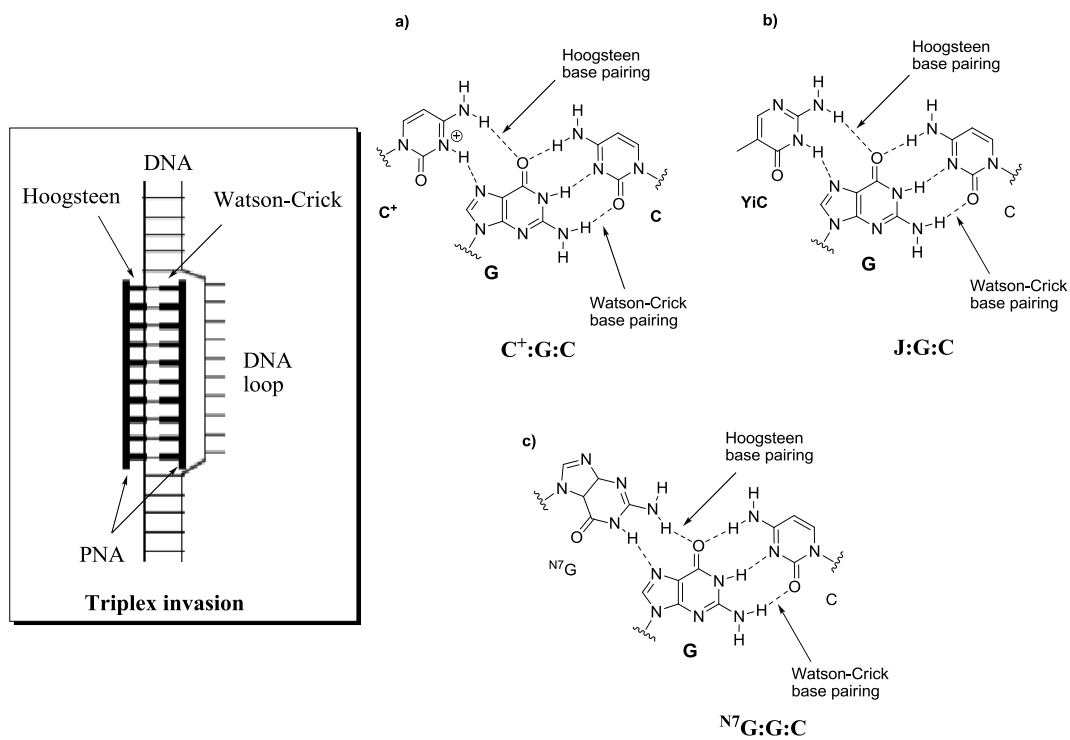 DNA
Hoogsteen
Watson-Crick
DNA
loop
PNA
Triplex invasion
a)
Hoogsteen
base pairing
H
N
H
N
H
N
O
⊕
C⁺
O
H
N
N
H
N
N
O
C
N
N
H
N
N
H
H
G
Watson-Crick
base pairing
C⁺:G:C
b)
Hoogsteen
base pairing
H
N
N
H
N
H
O
YiC
O
H
N
N
H
N
N
O
C
N
N
H
N
N
H
H
G
Watson-Crick
base pairing
J:G:C
c)
Hoogsteen
base pairing
N
N
H
N
N
H
N
H
O
N7G
O
H
N
N
H
N
N
O
C
N
N
H
N
N
H
H
G
Watson-Crick
base pairing
N7G:G:C